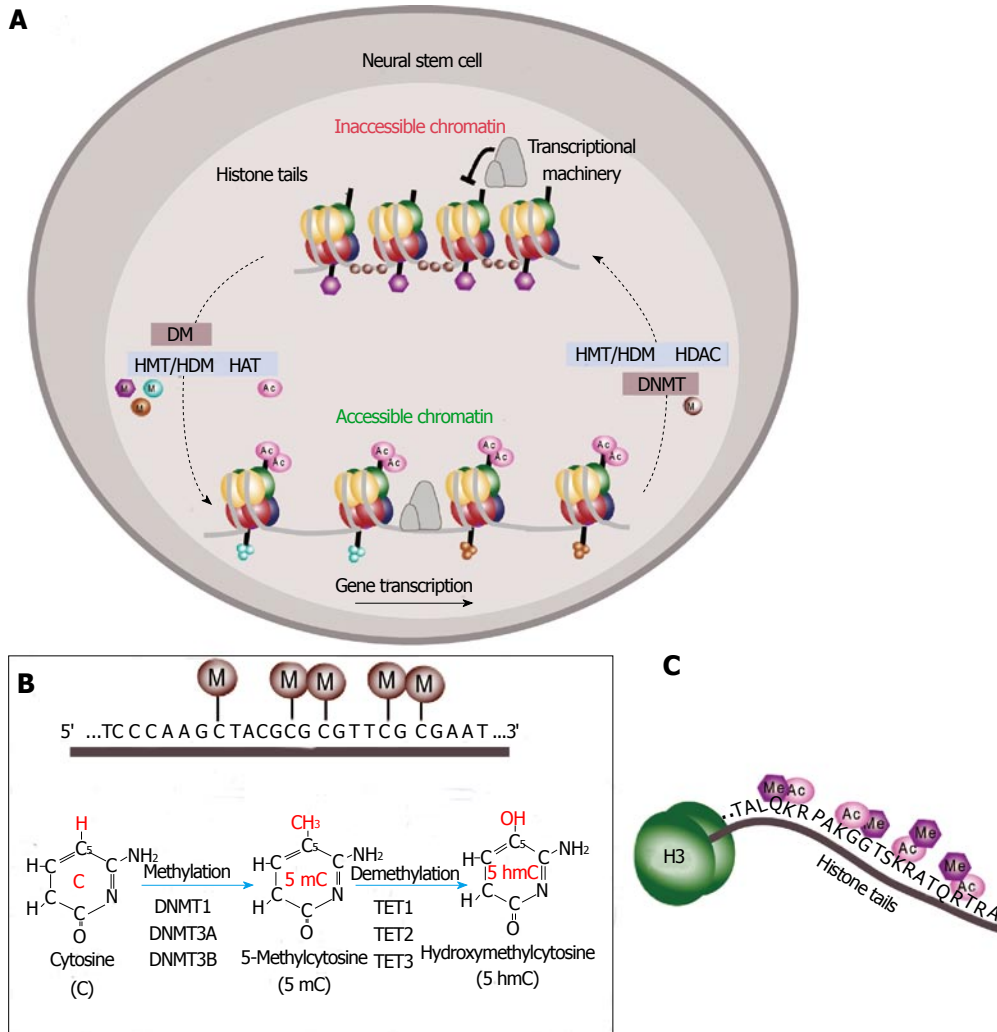 A
Neural stem cell
Inaccessible chromatin
Histone tails
Transcriptional
machinery
DM
HMT/HDM HAT
M M Ac
M
HMT/HDM HDAC
DNMT
M
Accessible chromatin
Ac Ac Ac Ac
Ac Ac Ac Ac
Gene transcription
B
M M M M M
5' ...TCCCAAGCTACGCGCGTTCGCGAAT...3'
H
C5 NH2
H
C
N
H
O
Cytosine
(C)
Methylation
DNMT1
DNMT3A
DNMT3B
CH3
C5 NH2
H
5 mC
N
H
O
5-Methylcytosine
(5 mC)
Demethylation
TET1
TET2
TET3
OH
C5 NH2
H
5 hmC
N
H
O
Hydroxymethylcytosine
(5 hmC)
C
H3
Me Ac Ac Me Ac Me Me Ac
..TALQKRPAKGGTSKRATQRTRA
Histone tails